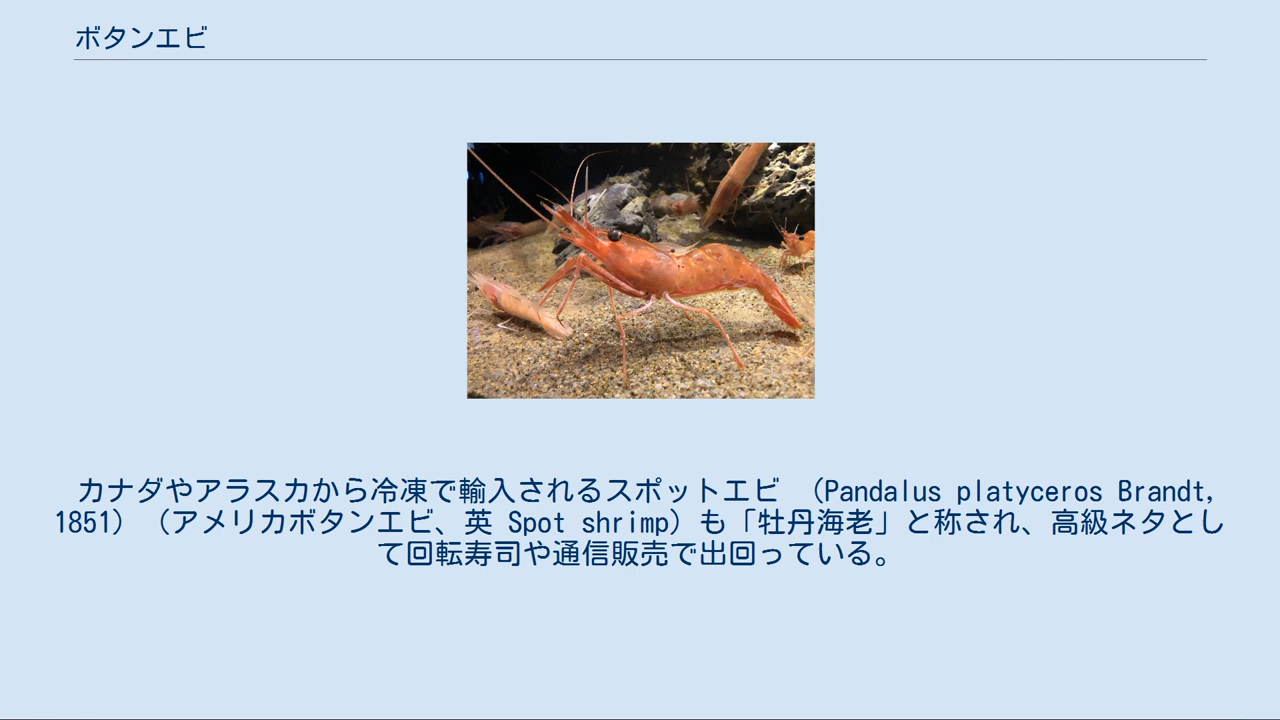 ボタンエビ
カナダやアラスカから冷凍で輸入されるスポットエビ （Pandalus platyceros Brandt,
1851）（アメリカボタンエビ、英 Spot shrimp）も「牡丹海老」と称され、高級ネタとし
て回転寿司や通信販売で出回っている。